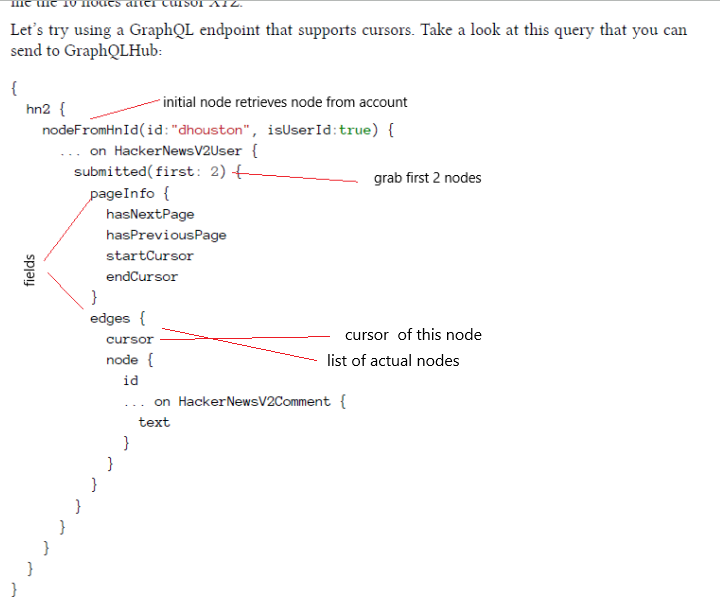 me the 10 nodes after cursor XYZ.
Let's try using a GraphQL endpoint that supports cursors. Take a look at this query that you can
send to GraphQLHub:
{
hn2 {
initial node retrieves node from account
nodeFromHnId(id:"dhouston", isUserId:true) {
... on HackerNewsV2User {
submitted(first: 2) {
grab first 2 nodes
pageInfo {
hasNextPage
hasPreviousPage
startCursor
fields
endCursor
}
edges {
cursor
cursor of this node
node {
list of actual nodes
id
... on HackerNewsV2Comment {
text
}
}
}
}
}
}
}
}